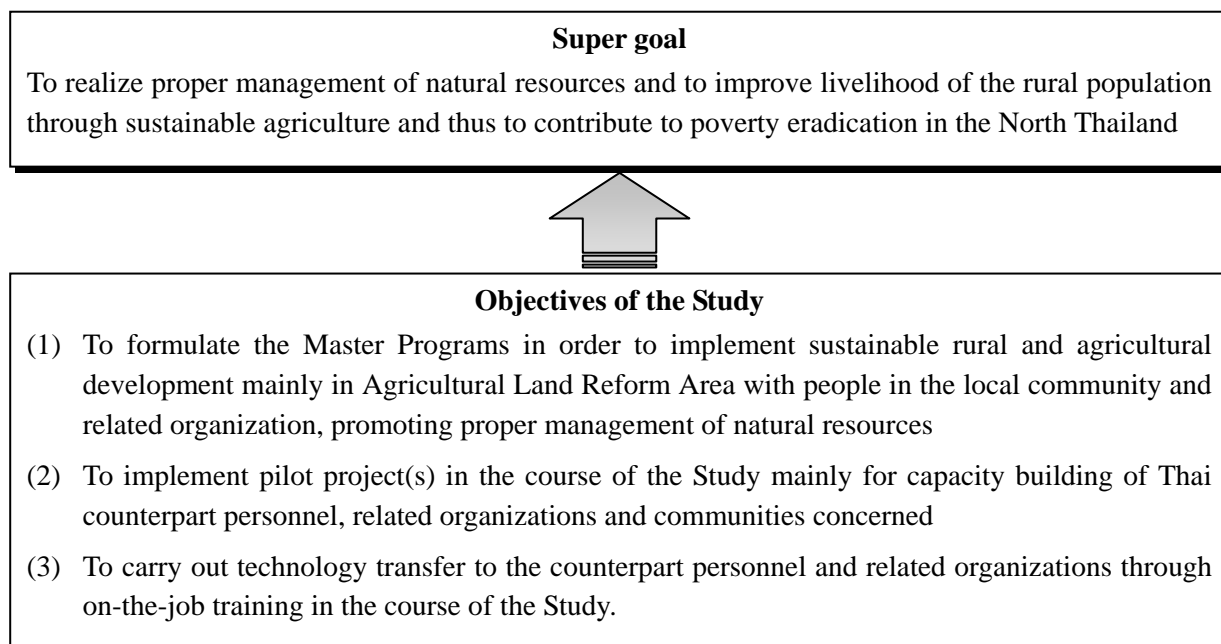 Super goal
To realize proper management of natural resources and to improve livelihood of the rural population
through sustainable agriculture and thus to contribute to poverty eradication in the North Thailand
Objectives of the Study
(1) To formulate the Master Programs in order to implement sustainable rural and agricultural
development mainly in Agricultural Land Reform Area with people in the local community and
related organization, promoting proper management of natural resources
(2) To implement pilot project(s) in the course of the Study mainly for capacity building of Thai
counterpart personnel, related organizations and communities concerned
(3) To carry out technology transfer to the counterpart personnel and related organizations through
on-the-job training in the course of the Study.